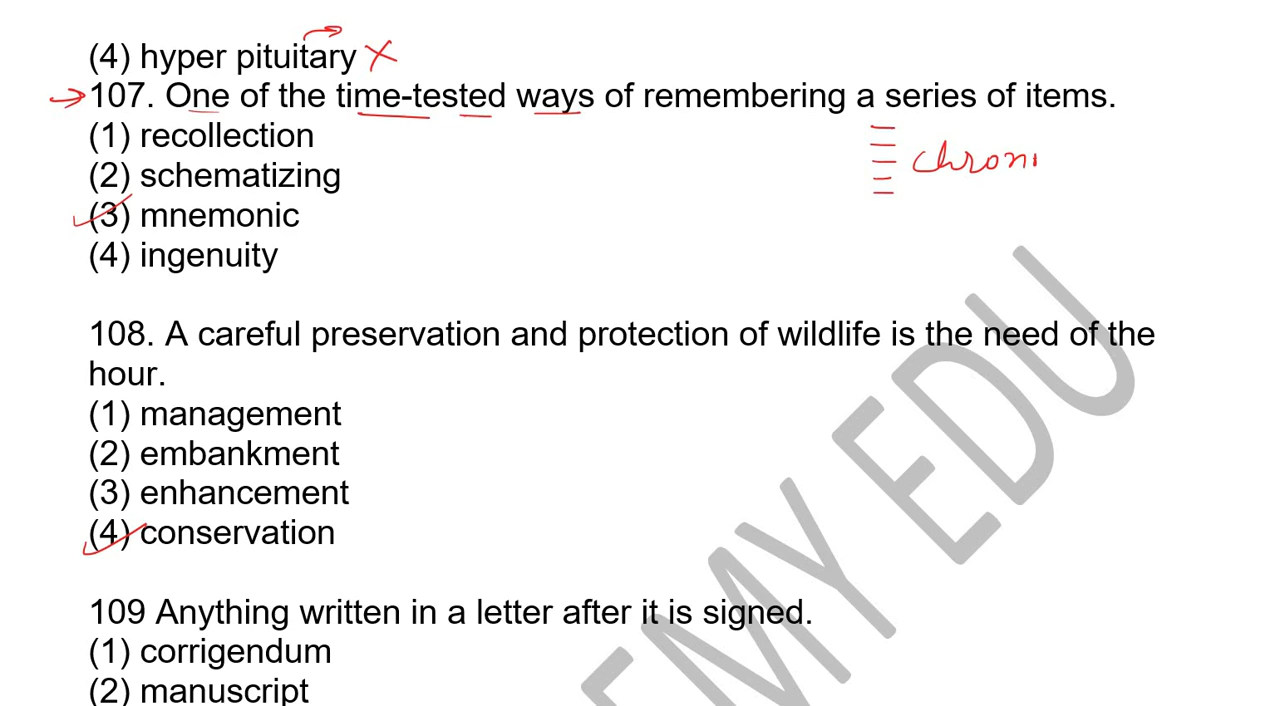 (4) hyper pituitary
107. One of the time-tested ways of remembering a series of items.
(1) recollection
chroni
(2) schematizing
(3) mnemonic
(4) ingenuity
108. A careful preservation and protection of wildlife is the need of the
hour.
(1) management
(2) embankment
(3) enhancement
(4) conservation
109 Anything written in a letter after it is signed.
(1) corrigendum
(2) manuscript
EMY EDU